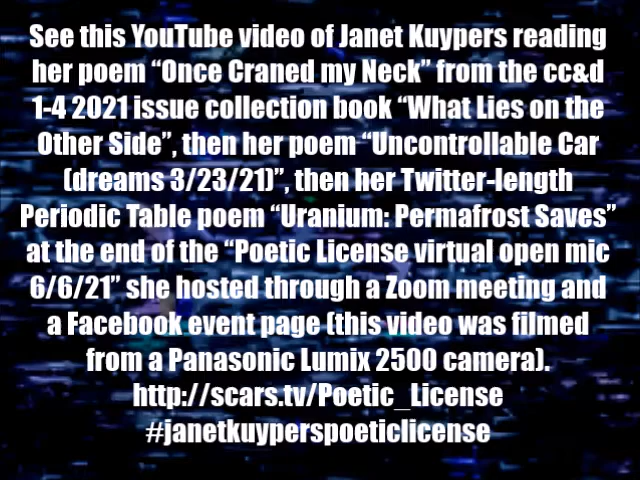 See this YouTube video of Janet Kuypers reading
her poem “Once Craned my Neck” from the cc&d
1-4 2021 issue collection book “What Lies on the
Other Side”, then her poem “Uncontrollable Car
(dreams 3/23/21)”, then her Twitter-length
Periodic Table poem “Uranium: Permafrost Saves”
at the end of the “Poetic License virtual open mic
6/6/21” she hosted through a Zoom meeting and
a Facebook event page (this video was filmed
from a Panasonic Lumix 2500 camera).
http://scars.tv/Poetic_License
#janetkuyperspoeticlicense